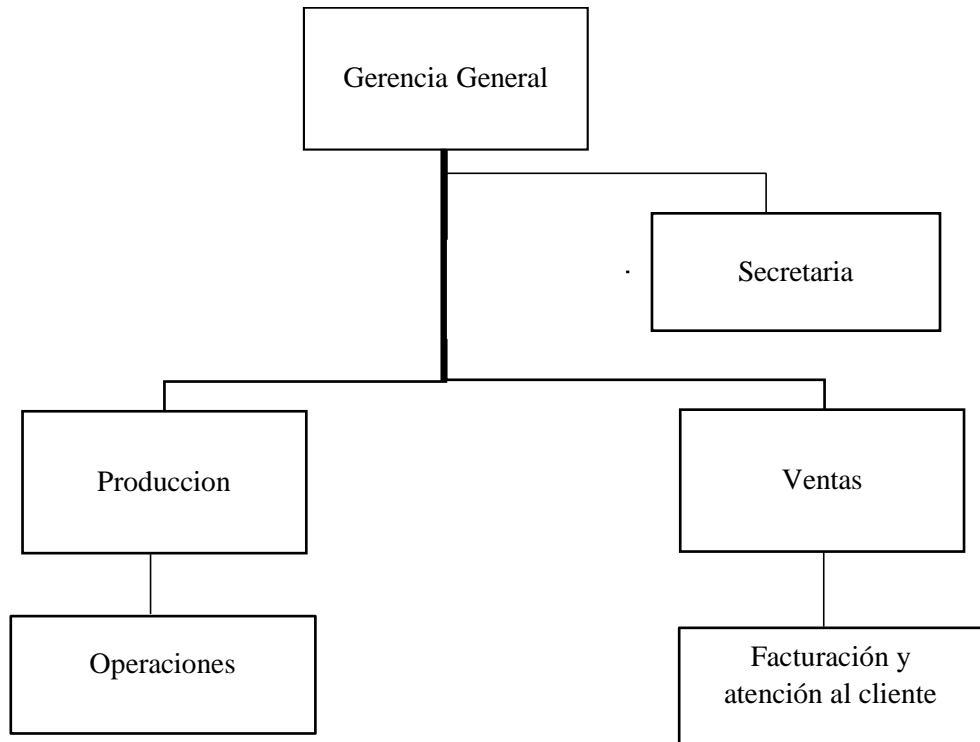 Gerencia General
Secretaria
Produccion
Ventas
Operaciones
Facturación y
atención al cliente